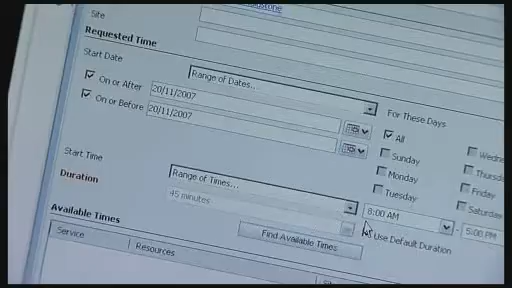 Site
Requested Time
Start Date
Range of Dates...
For These Days
On or After
20/11/2007
All
On or Before
20/11/2007
Sunday
Monday
Tuesday
Friday
Saturday
Start Time
Range of Times...
8:00 AM
5:00 PM
Duration
45 minutes
Use Default Duration
Find Available Times
Available Times
Service
Resources